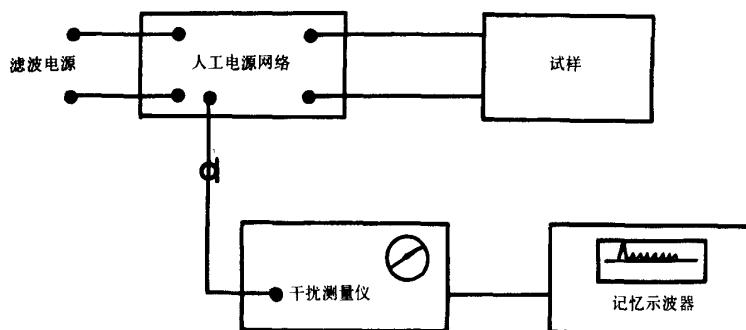 滤波电源
人工电源网络
试样
干扰测量仪
记忆示波器